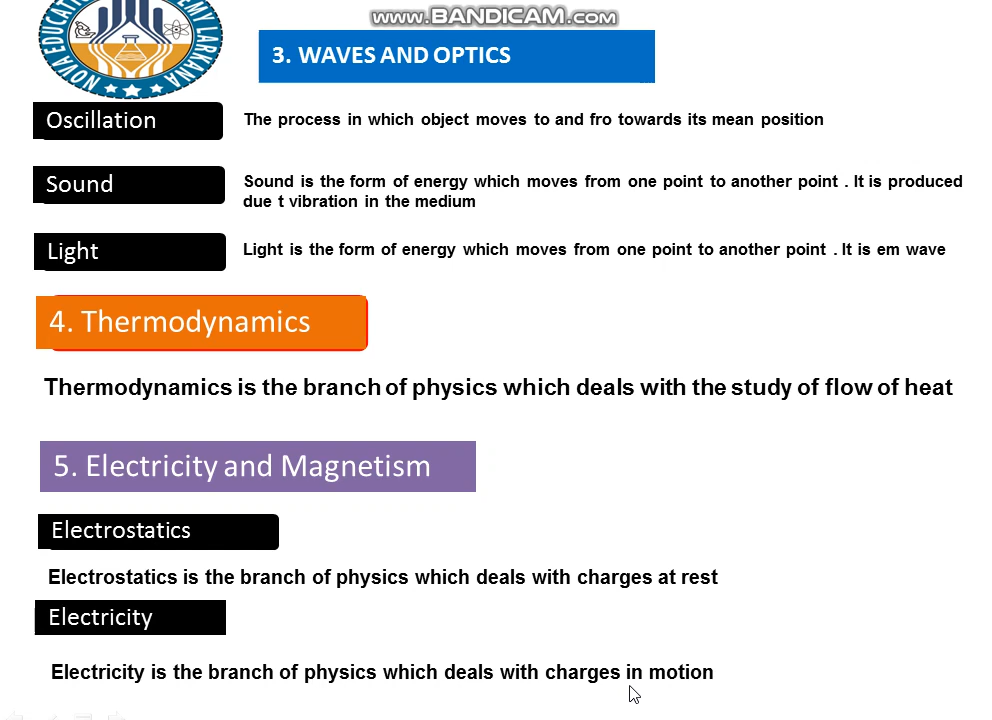 www.BANDICAM.com
NOVA EDUCATI EMY LARKANA
3. WAVES AND OPTICS
Oscillation
The process in which object moves to and fro towards its mean position
Sound
Sound is the form of energy which moves from one point to another point . It is produced
due t vibration in the medium
Light
Light is the form of energy which moves from one point to another point . It is em wave
4. Thermodynamics
Thermodynamics is the branch of physics which deals with the study of flow of heat
5. Electricity and Magnetism
Electrostatics
Electrostatics is the branch of physics which deals with charges at rest
Electricity
Electricity is the branch of physics which deals with charges in motion